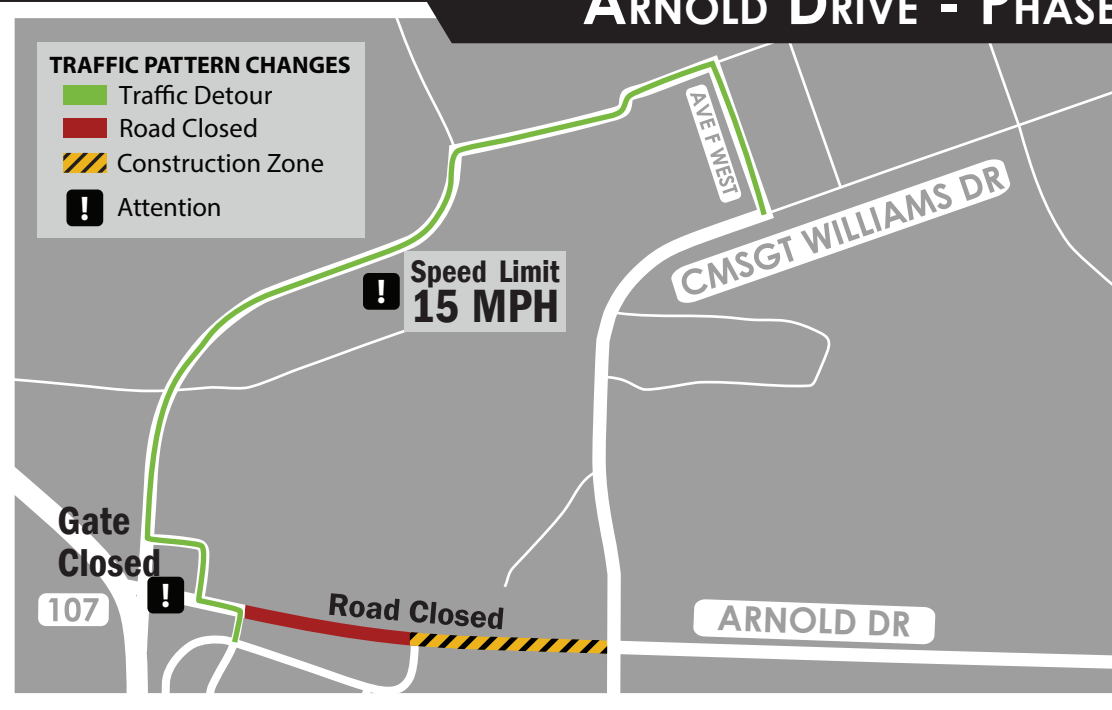 ARNOLD DRIVE - PHASE
TRAFFIC PATTERN CHANGES
Traffic Detour
Road Closed
Construction Zone
! Attention
AVE F WEST
CMSGT WILLIAMS DR
!
Speed Limit
15 MPH
Gate
Closed
!
107
Road Closed
ARNOLD DR